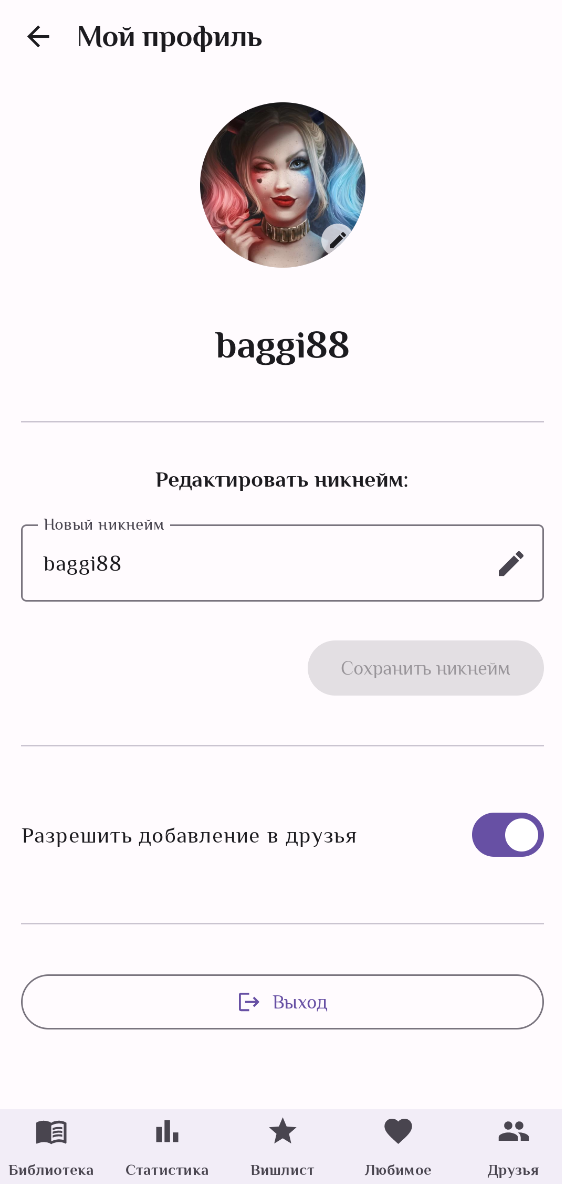 Мой профиль
baggi88
Редактировать никнейм:
Новый никнейм
baggi88
Сохранить никнейм
Разрешить добавление в друзья
Выход
Библиотека Статистика Вишлист Любимое Друзья